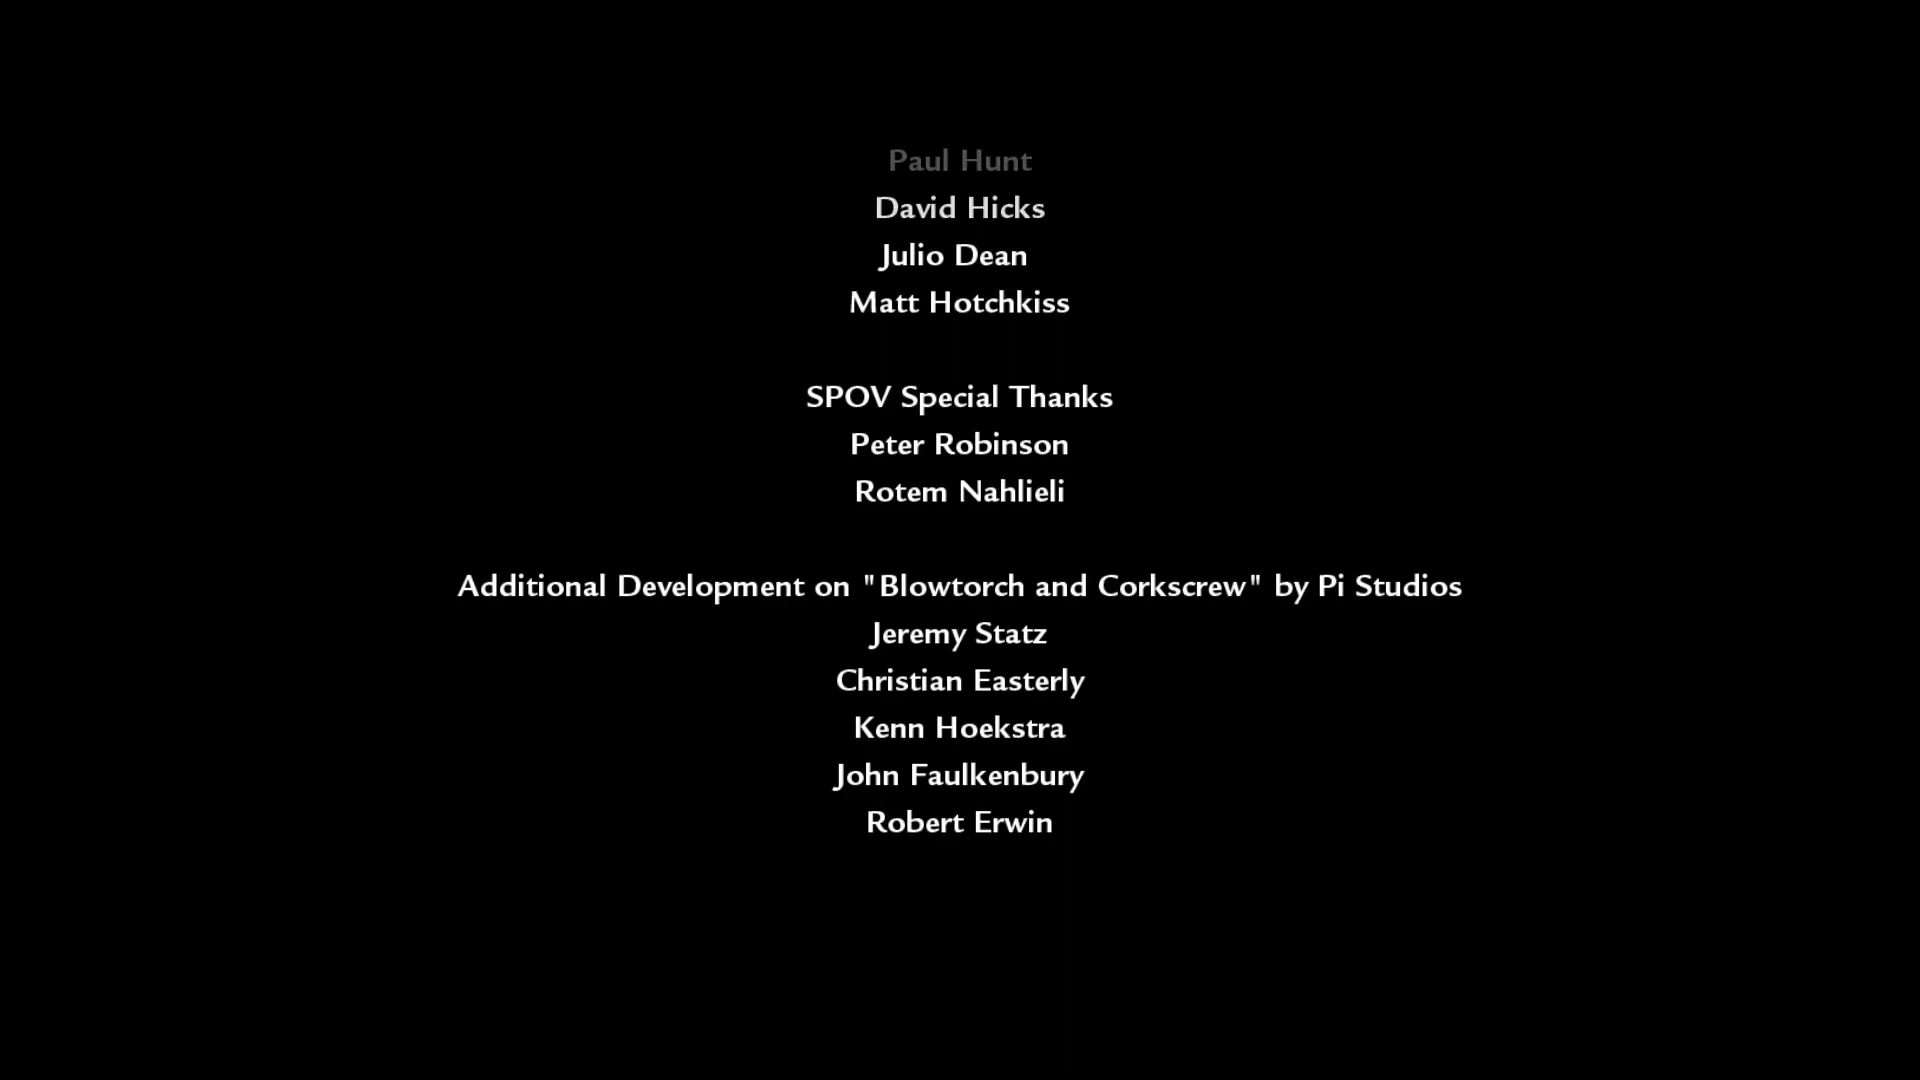 Paul Hunt
David Hicks
Julio Dean
Matt Hotchkiss
SPOV Special Thanks
Peter Robinson
Rotem Nahlieli
Additional Development on "Blowtorch and Corkscrew" by Pi Studios
Jeremy Statz
Christian Easterly
Kenn Hoekstra
John Faulkenbury
Robert Erwin